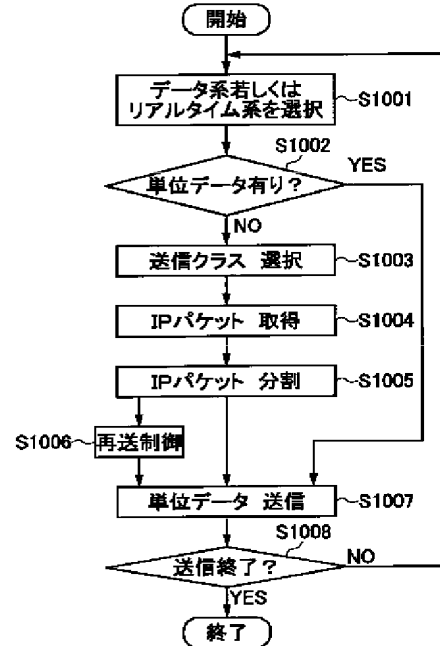 開始
データ系若しくは
リアルタイム系を選択
S1001
S1002
単位データ有り?
YES
NO
送信クラス 選択
S1003
IPパケット 取得
S1004
IPパケット 分割
S1005
S1006
再送制御
単位データ 送信
S1007
S1008
送信終了?
NO
YES
終了